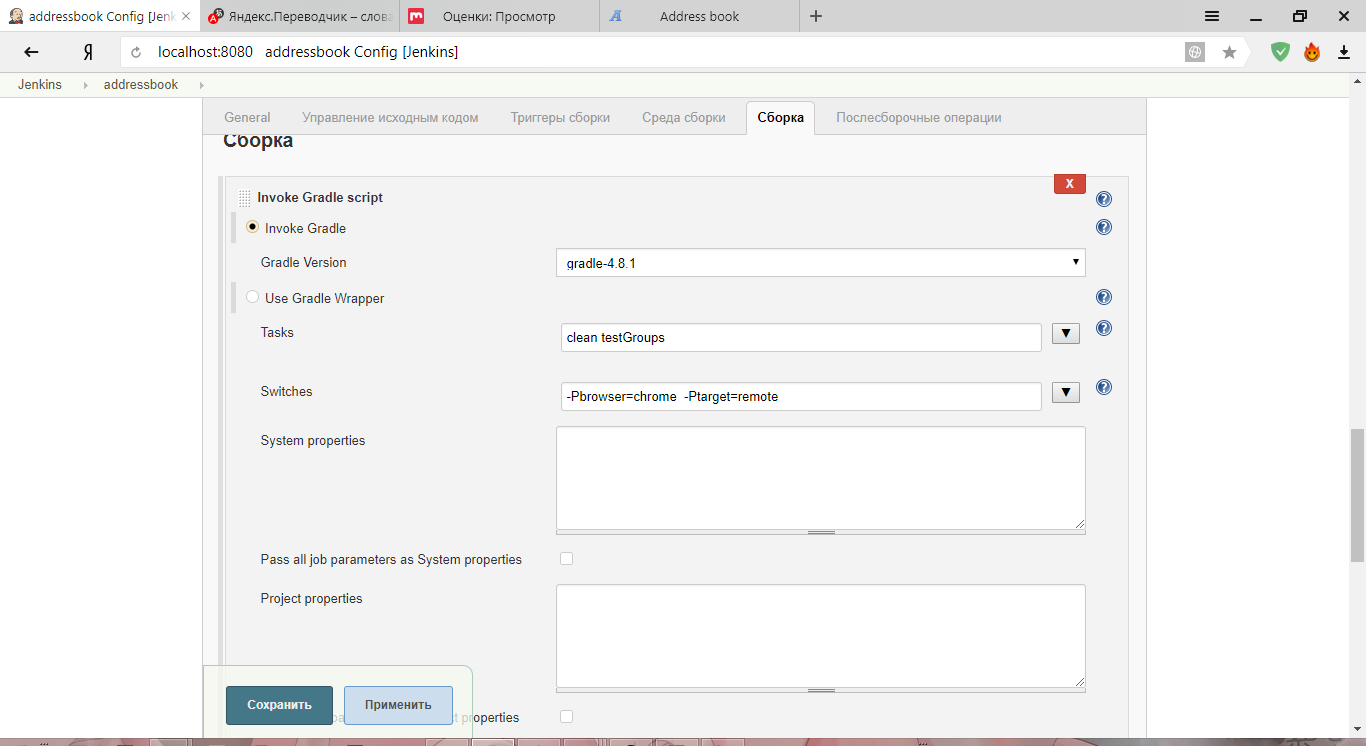 addressbook Config [Jenk
Яндекс.Переводчик – слова
Оценки: Просмотр
Address book
Я
localhost:8080 addressbook Config [Jenkins]
Jenkins
addressbook
General
Управление исходным кодом
Триггеры сборки
Среда сборки
Сборка
Послесборочные операции
Сборка
Invoke Gradle script
X
Invoke Gradle
Gradle Version
gradle-4.8.1
Use Gradle Wrapper
Tasks
clean testGroups
Switches
-Pbrowser=chrome -Ptarget=remote
System properties
Pass all job parameters as System properties
Project properties
Сохранить
Применить
properties